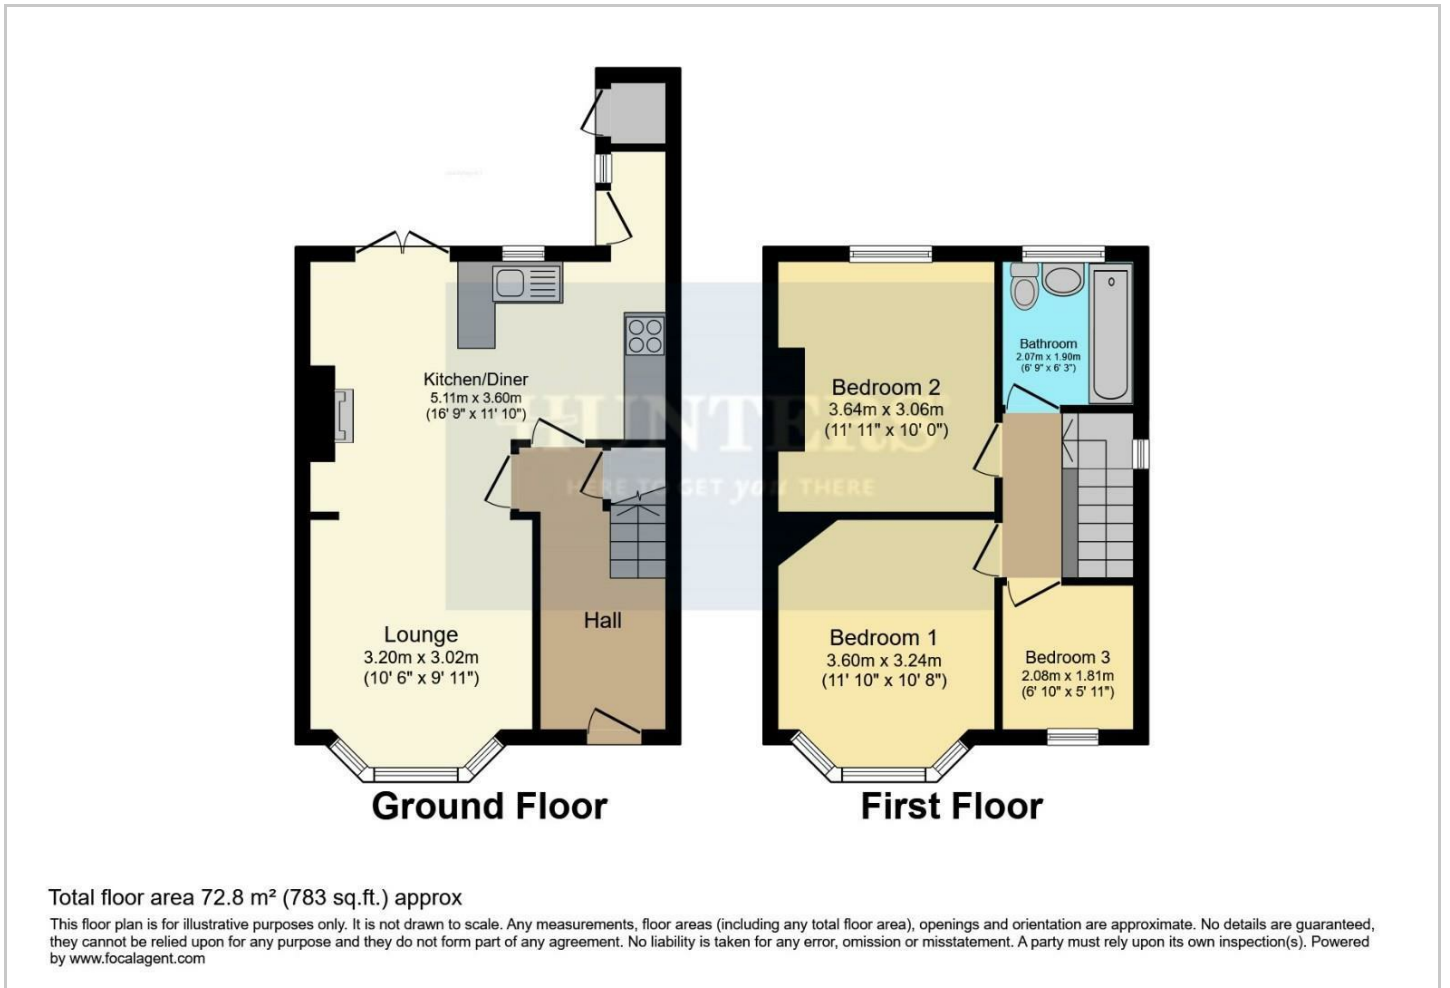 Kitchen/Diner
5.11m x 3.60m
(16' 9" x 11' 10")
Lounge
3.20m x 3.02m
(10' 6" x 9' 11")
Hall
Ground Floor
Bathroom
2.07m x 1.90m
(6' 9" x 6' 3")
Bedroom 2
3.64m x 3.06m
(11' 11" x 10' 0")
Bedroom 1
3.60m x 3.24m
(11' 10" x 10' 8")
Bedroom 3
2.08m x 1.81m
(6' 10" x 5' 11")
First Floor
HUNTERS
HERE TO GET you THERE
Total floor area 72.8 m² (783 sq.ft.) approx
This floor plan is for illustrative purposes only. It is not drawn to scale. Any measurements, floor areas (including any total floor area), openings and orientation are approximate. No details are guaranteed,
they cannot be relied upon for any purpose and they do not form part of any agreement. No liability is taken for any error, omission or misstatement. A party must rely upon its own inspection(s). Powered
by www.focalagent.com